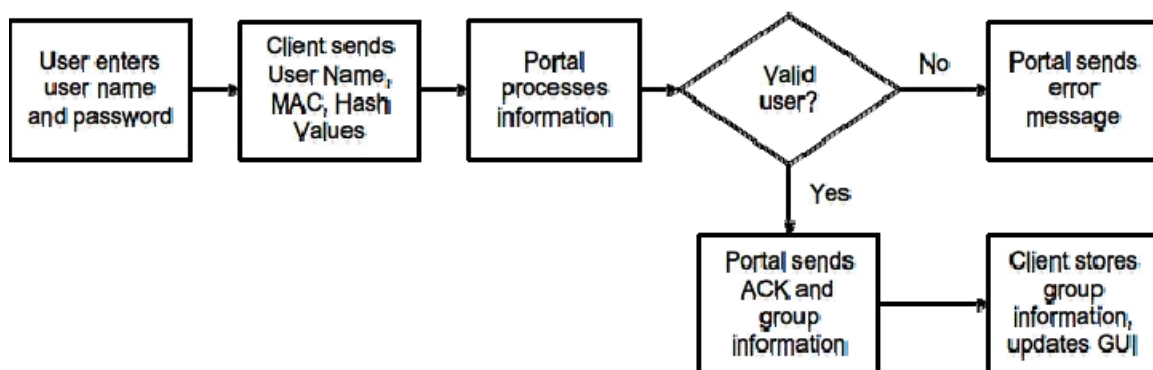 User enters
user name
and password
Client sends
User Name,
MAC, Hash
Values
Portal
processes
information
Valid
user?
No
Portal sends
error
message
Yes
Portal sends
ACK and
group
information
Client stores
group
information,
updates GUI